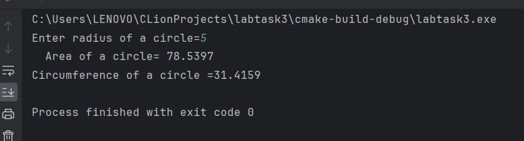 C:\Users\LENOVO\CLionProjects\labtask3\cmake-build-debug\labtask3.exe
Enter radius of a circle=5
  Area of a circle= 78.5397
Circumference of a circle =31.4159

Process finished with exit code 0